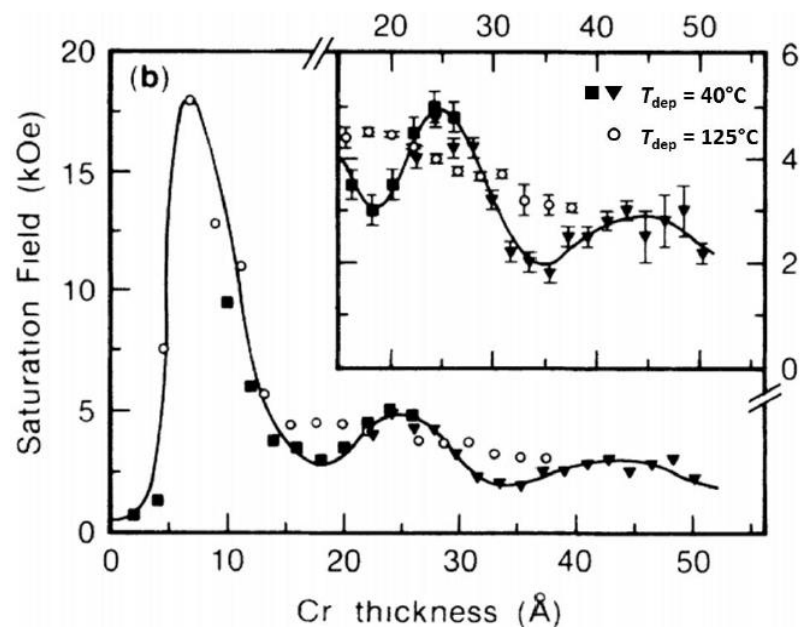 20 30 40 50
20
15
10
5
0
(b)
6
4
2
0
■ ▼ T_dep = 40°C
○ T_dep = 125°C
Saturation Field (kOe)
0 10 20 30 40 50
Cr thickness (Å)